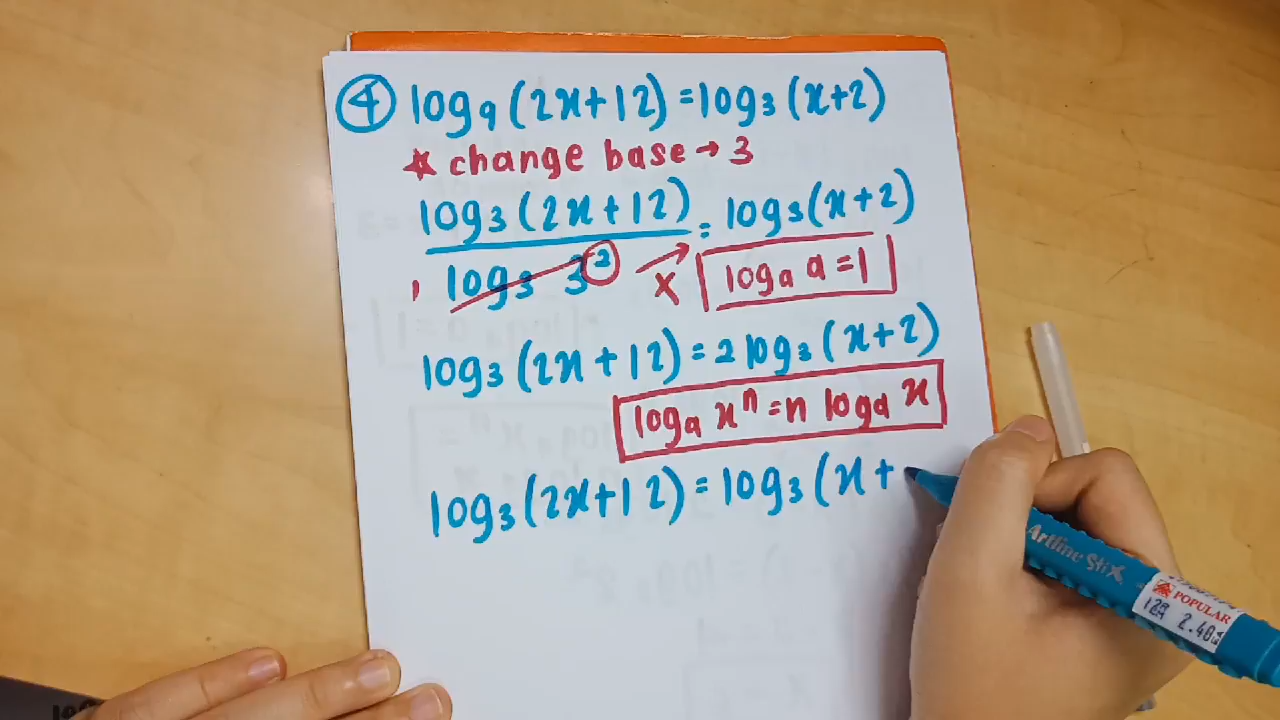 ④ log₉ (2x+12) = log₃ (x+2)
★ change base → 3
log₃ (2x+12) = log₃ (x+2)
1 log₃ 3² x logₐ a = 1
log₃ (2x+12) = 2 log₃ (x+2)
logₐ xⁿ = n logₐ x
log₃ (2x+12) = log₃ (x+
Artline Stix
POPULAR
2.40